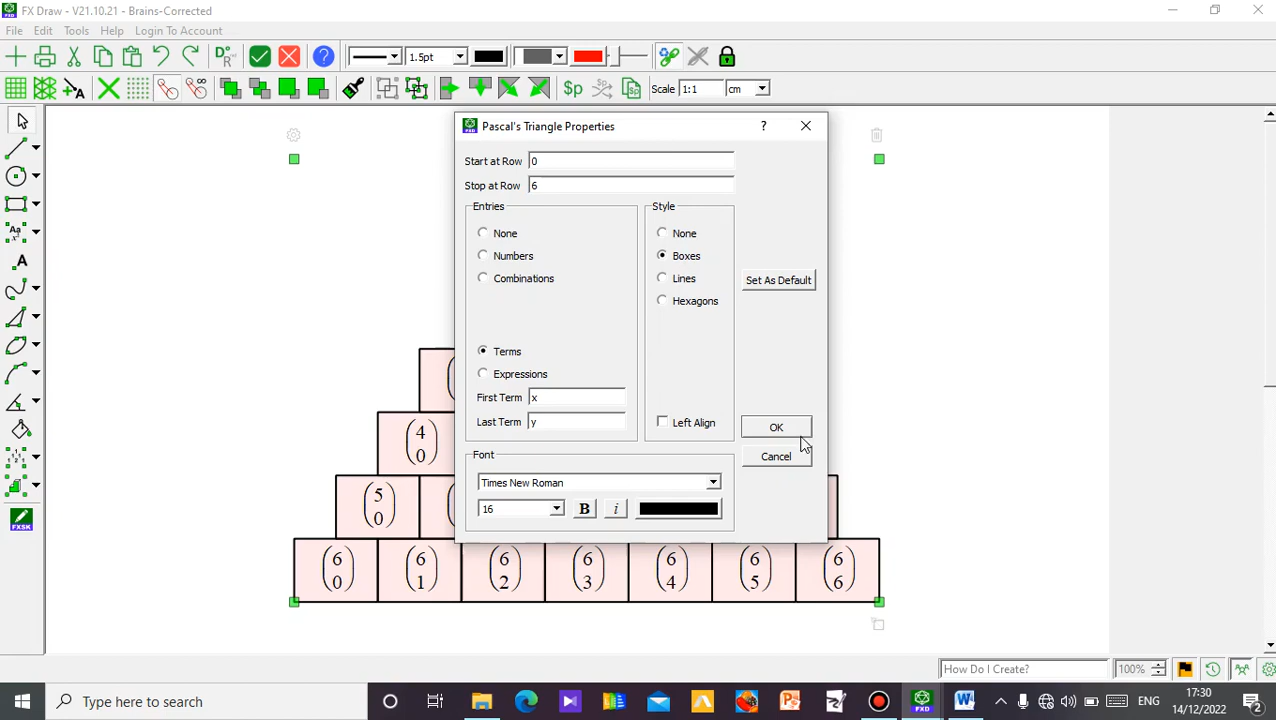 FX Draw - V21.10.21 - Brains-Corrected
File Edit Tools Help Login To Account
1.5pt
Scale 1:1 cm
Pascal's Triangle Properties
Start at Row 0
Stop at Row 6
Entries
None
Numbers
Combinations
Terms
Expressions
First Term x
Last Term y
Style
None
Boxes
Lines
Hexagons
Left Align
Set As Default
OK
Cancel
Font
Times New Roman
16 B i
4
0
5
0
6 6 6 6 6 6 6
0 1 2 3 4 5 6
How Do I Create? 100%
Type here to search
ENG
17:30
14/12/2022
2